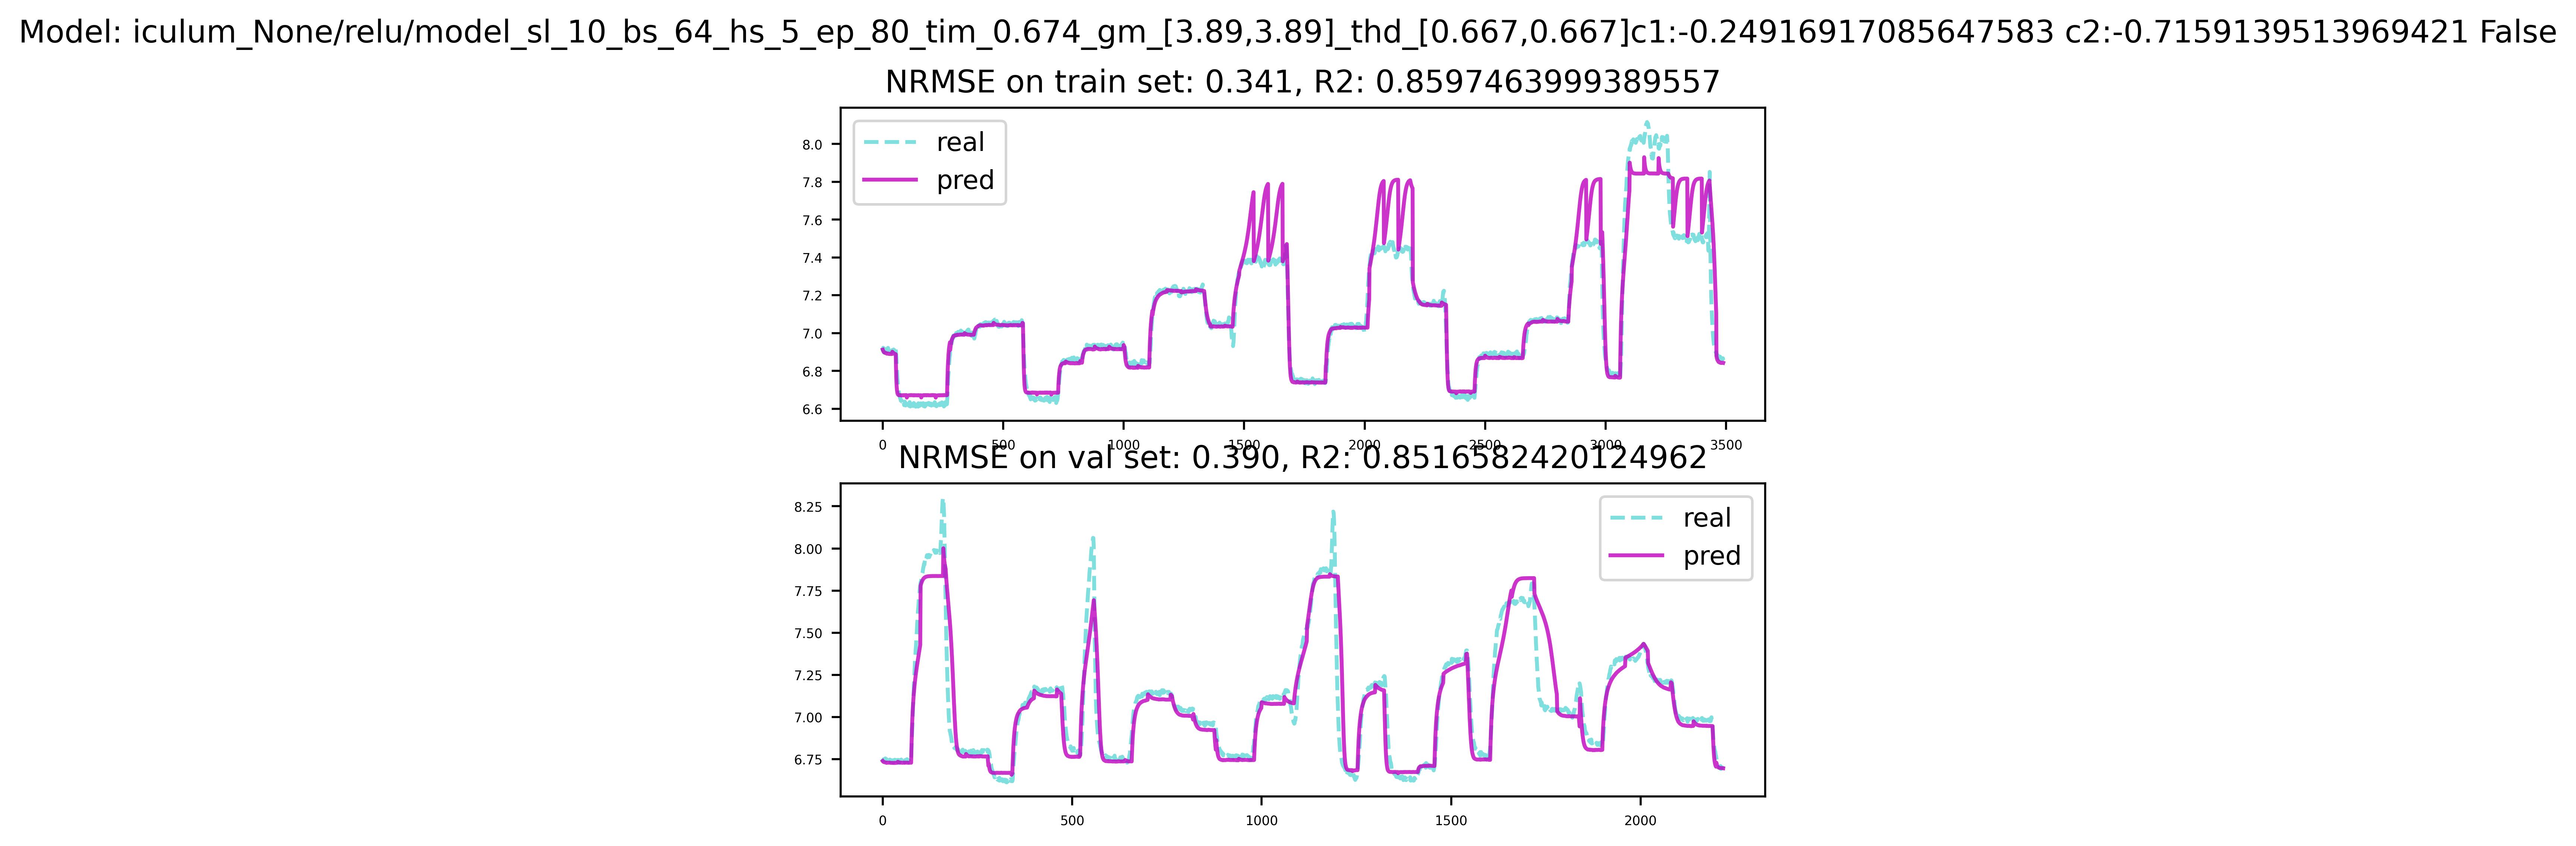 Model: iculum_None/relu/model_sl_10_bs_64_hs_5_ep_80_tim_0.674_gm_[3.89,3.89]_thd_[0.667,0.667]c1:-0.24916917085647583 c2:-0.7159139513969421 False
NRMSE on train set: 0.341, R2: 0.8597463999389557
real
pred
8.0
7.8
7.6
7.4
7.2
7.0
6.8
6.6
0 500 1000 1500 2000 2500 3000 3500
NRMSE on val set: 0.390, R2: 0.8516582420124962
real
pred
8.25
8.00
7.75
7.50
7.25
7.00
6.75
0 500 1000 1500 2000